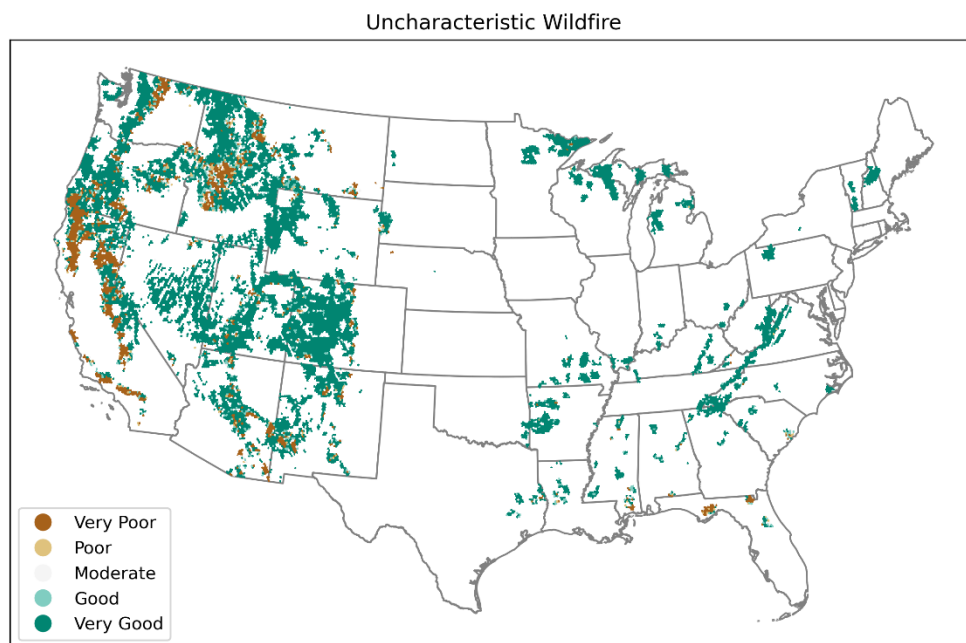 Uncharacteristic Wildfire
Very Poor
Poor
Moderate
Good
Very Good